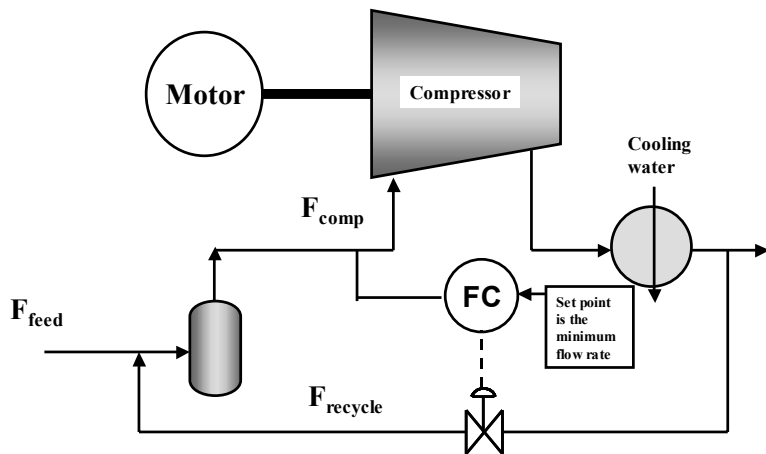 Motor
Compressor
Cooling
water
F_comp
F_feed
FC
Set point
is the
minimum
flow rate
F_recycle